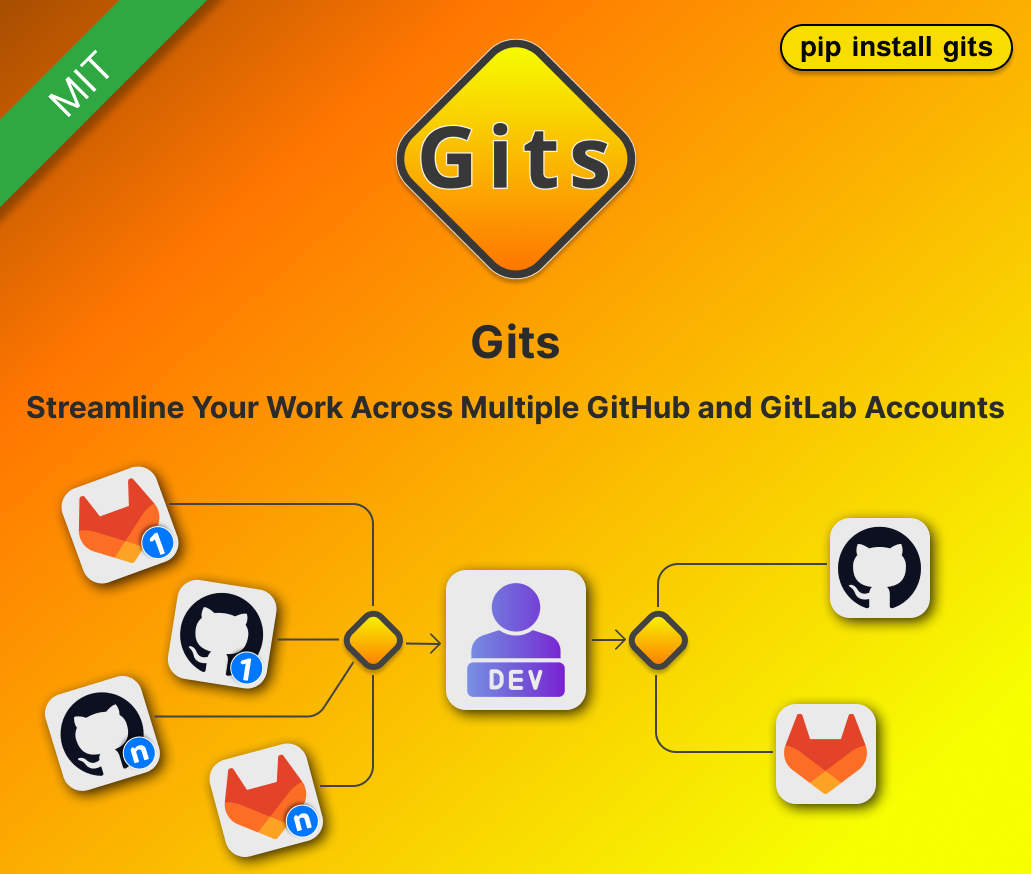 MIT
pip install gits
Gits
Gits
Streamline Your Work Across Multiple GitHub and GitLab Accounts
1
1
DEV
n
n